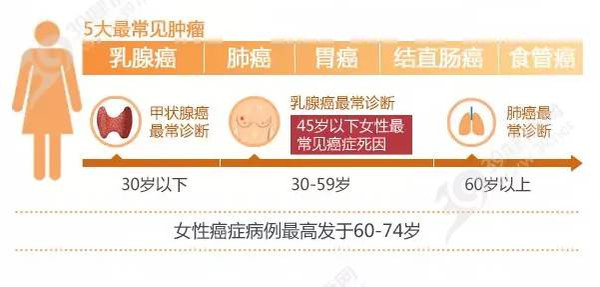 5大最常见肿瘤
乳腺癌 肺癌 胃癌 结直肠癌 食管癌
甲状腺癌
最常诊断
乳腺癌最常诊断
45岁以下女性最
常见癌症死因
肺癌最
常诊断
30岁以下 30-59岁 60岁以上
女性癌症病例最高发于60-74岁